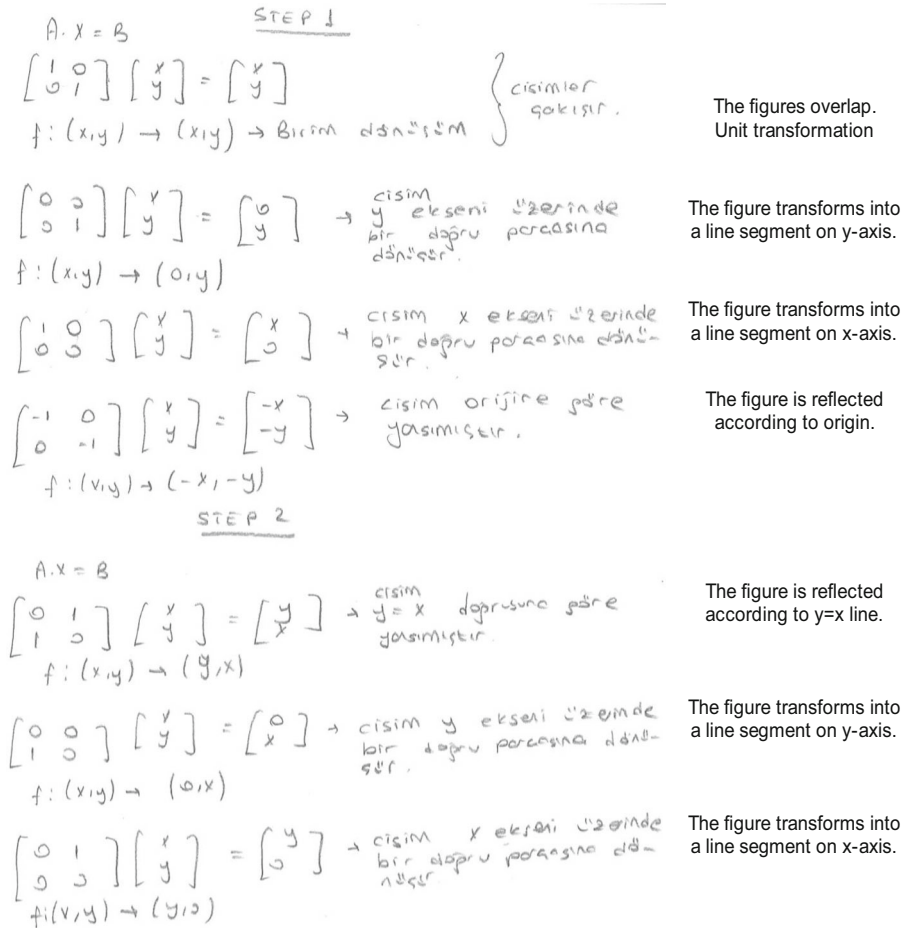 STEP 1
A.X = B
[1 0; 0 1] [x; y] = [x; y]
f : (x,y) → (x,y) → Birim dönüşüm } cisimler çakışır.
The figures overlap.
Unit transformation
[0 0; 0 1] [x; y] = [0; y] → cisim y ekseni üzerinde bir doğru parçasına dönüşür.
The figure transforms into
a line segment on y-axis.
f : (x,y) → (0,y)
[1 0; 0 0] [x; y] = [x; 0] → cisim x ekseni üzerinde bir doğru parçasına dönüşür.
The figure transforms into
a line segment on x-axis.
[-1 0; 0 -1] [x; y] = [-x; -y] → cisim orijine göre yansımıştır.
The figure is reflected
according to origin.
f : (x,y) → (-x,-y)
STEP 2
A.X = B
[0 1; 1 0] [x; y] = [y; x] → cisim y = x doğrusuna göre yansımıştır.
The figure is reflected
according to y=x line.
f : (x,y) → (y,x)
[0 0; 1 0] [x; y] = [0; x] → cisim y ekseni üzerinde bir doğru parçasına dönüşür.
The figure transforms into
a line segment on y-axis.
f : (x,y) → (0,x)
[0 1; 0 0] [x; y] = [y; 0] → cisim x ekseni üzerinde bir doğru parçasına dönüşür.
The figure transforms into
a line segment on x-axis.
f : (x,y) → (y,0)